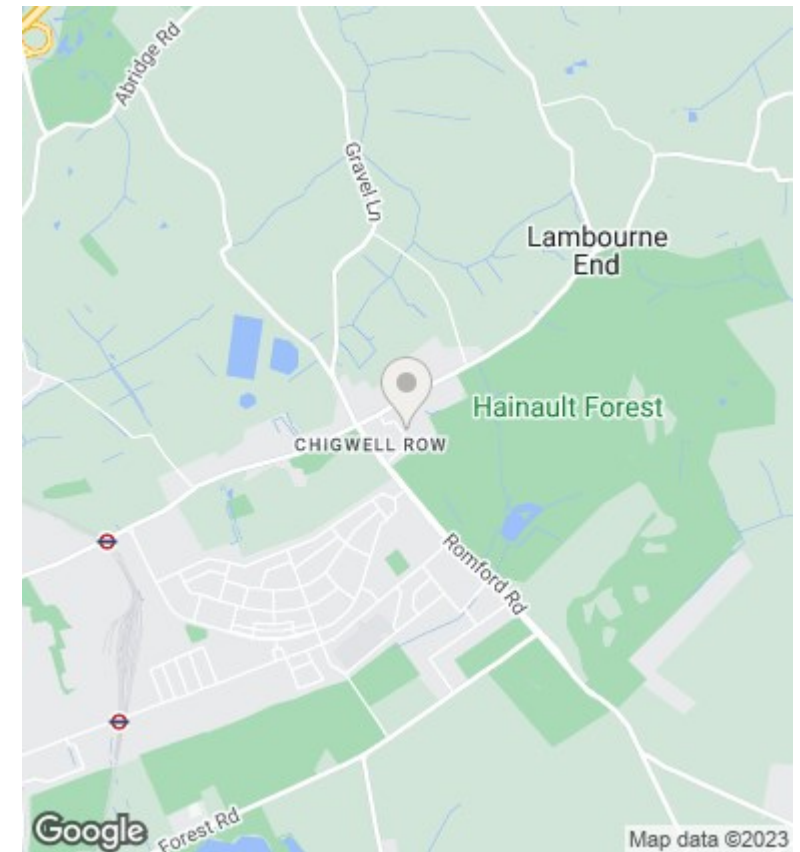 Abridge Rd
Gravel Ln
Lambourne
End
Hainault Forest
CHIGWELL ROW
Romford Rd
Forest Rd
Google
Map data ©2023